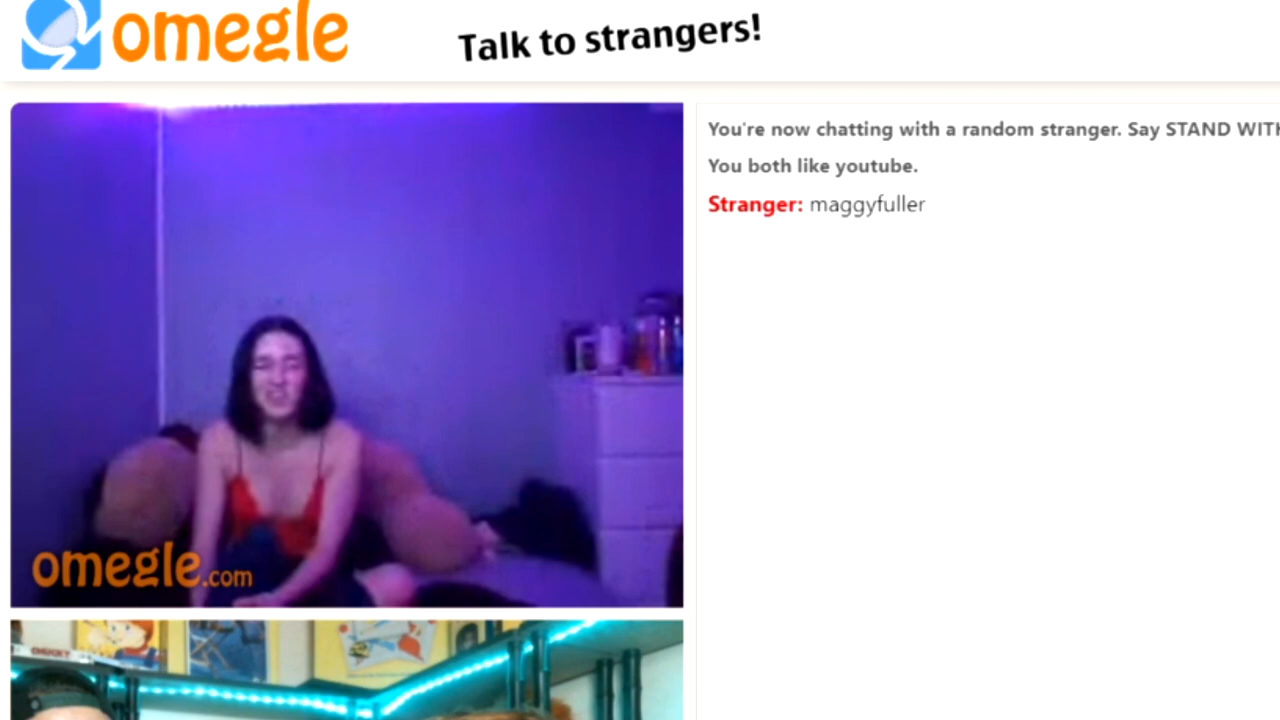 omegle
Talk to strangers!
You're now chatting with a random stranger. Say STAND WITH
You both like youtube.
Stranger: maggyfuller
omegle.com
CHUCKY